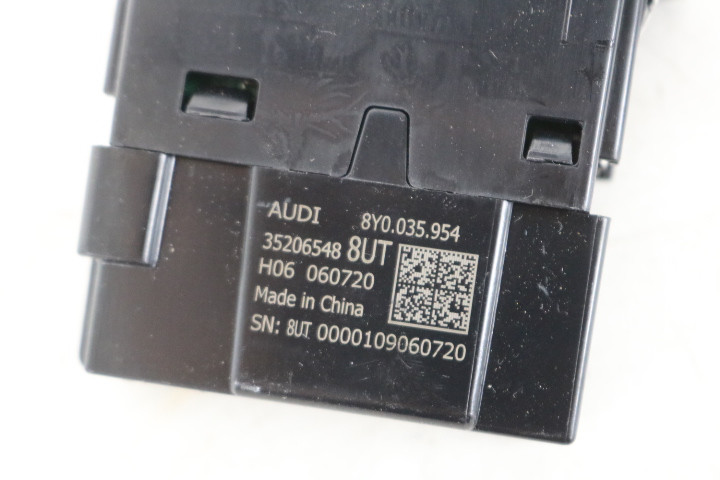 AUDI 8Y0.035.954
35206548 8UT
H06 060720
Made in China
SN: 8UT 0000109060720